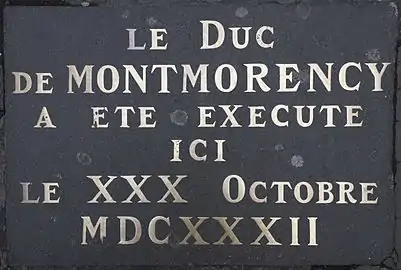 LE DUC
DE MONTMORENCY
A ETE EXECUTE
ICI
LE XXX OCTOBRE
MDCXXXII